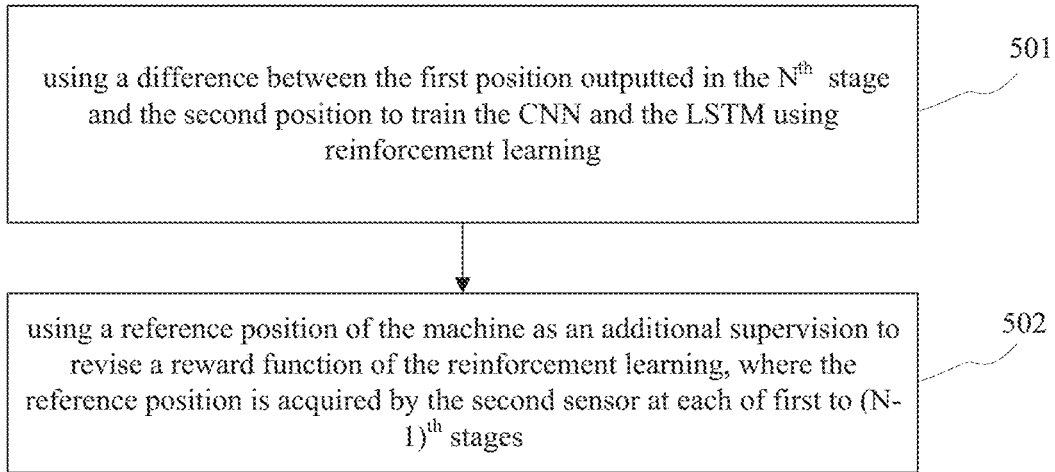 using a difference between the first position outputted in the Nth stage
and the second position to train the CNN and the LSTM using
reinforcement learning
501
using a reference position of the machine as an additional supervision to
revise a reward function of the reinforcement learning, where the
reference position is acquired by the second sensor at each of first to (N-
1)th stages
502